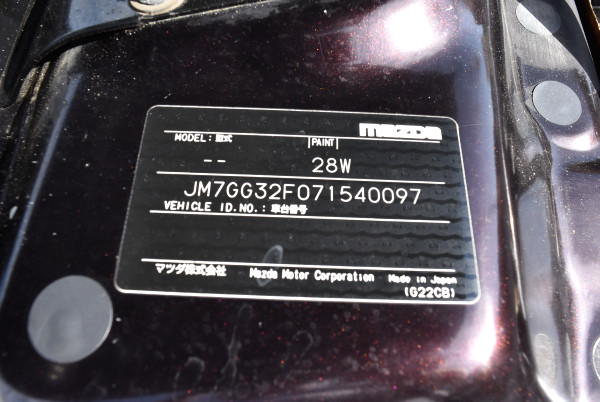 mazda
MODEL: 型式 PAINT
-- 28W
JM7GG32F071540097
VEHICLE ID.NO.: 車台番号
マツダ株式会社 Mazda Motor Corporation Made in Japan
(G22CB)